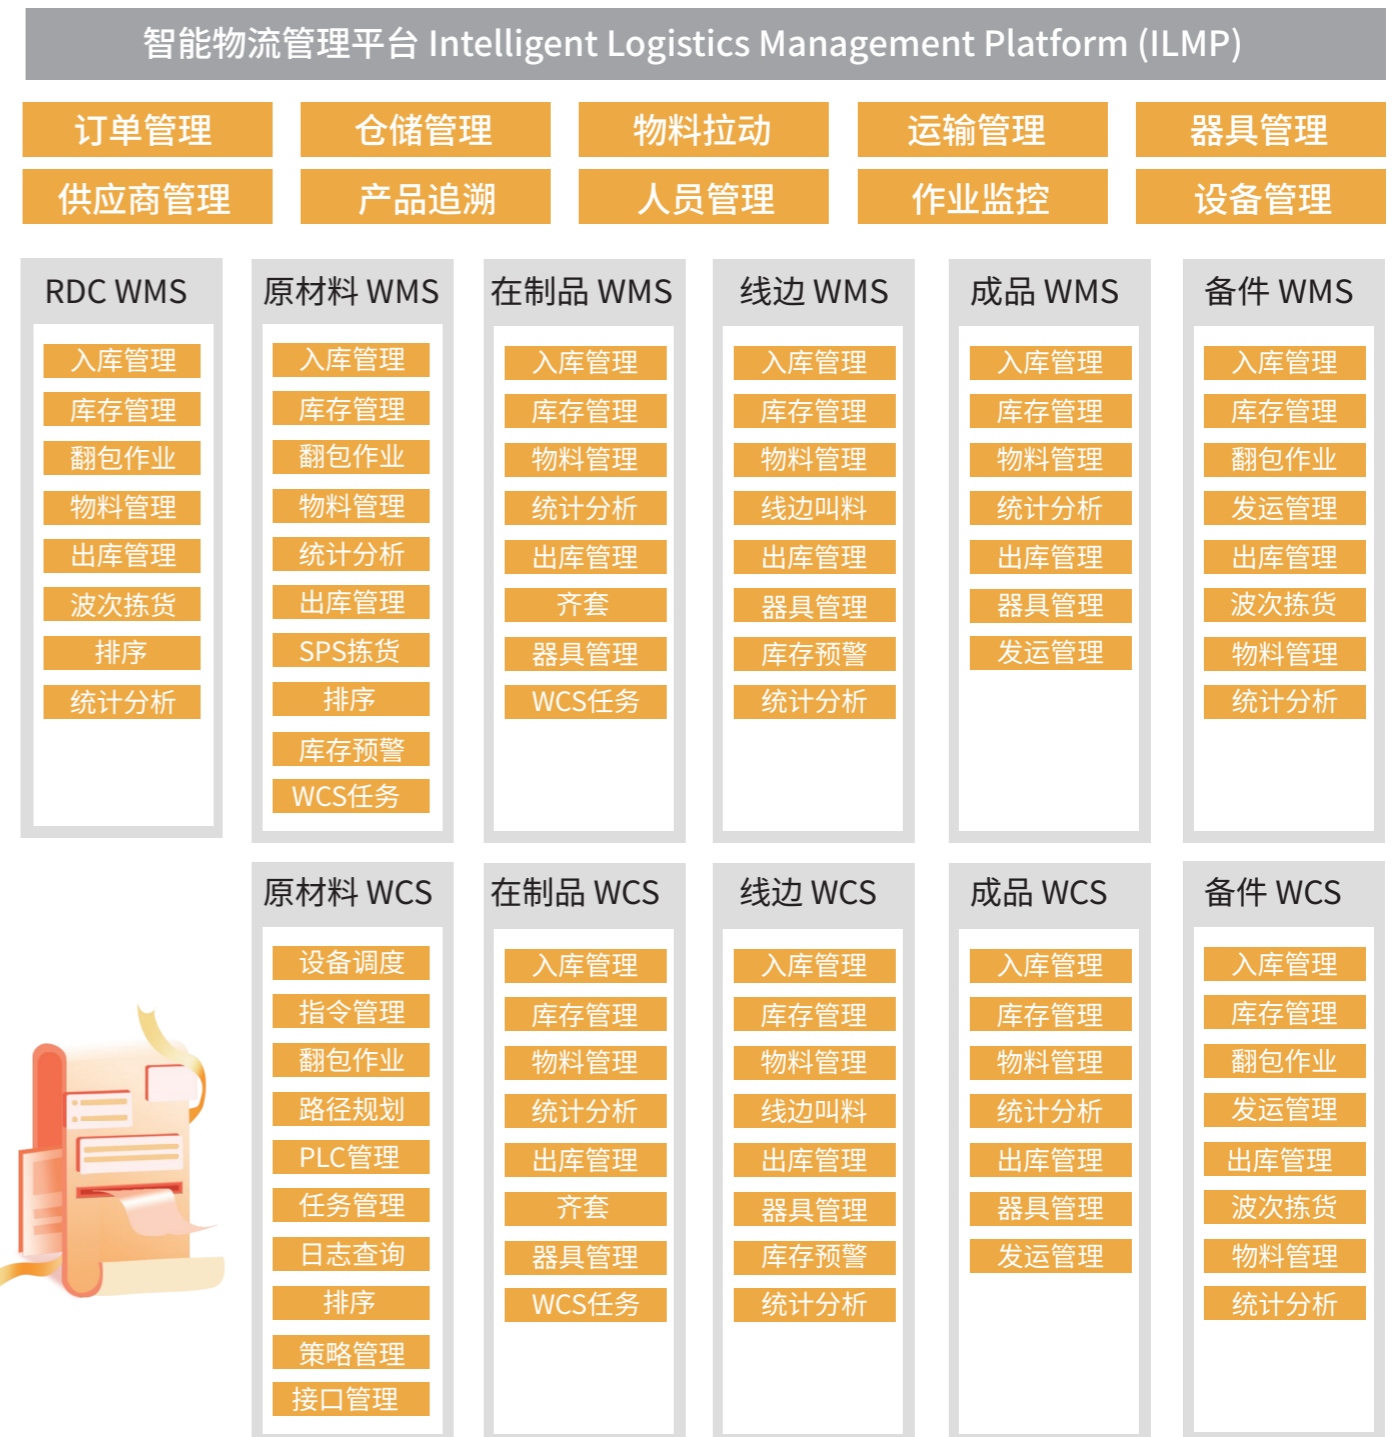 智能物流管理平台 Intelligent Logistics Management Platform (ILMP)
订单管理
仓储管理
物料拉动
运输管理
器具管理
供应商管理
产品追溯
人员管理
作业监控
设备管理
RDC WMS
入库管理
库存管理
翻包作业
物料管理
出库管理
波次拣货
排序
统计分析
原材料 WMS
入库管理
库存管理
翻包作业
物料管理
统计分析
出库管理
SPS拣货
排序
库存预警
WCS任务
在制品 WMS
入库管理
库存管理
物料管理
统计分析
出库管理
齐套
器具管理
WCS任务
线边 WMS
入库管理
库存管理
物料管理
线边叫料
出库管理
器具管理
库存预警
统计分析
成品 WMS
入库管理
库存管理
物料管理
统计分析
出库管理
器具管理
发运管理
备件 WMS
入库管理
库存管理
翻包作业
发运管理
出库管理
波次拣货
物料管理
统计分析
原材料 WCS
设备调度
指令管理
翻包作业
路径规划
PLC管理
任务管理
日志查询
排序
策略管理
接口管理
在制品 WCS
入库管理
库存管理
物料管理
统计分析
出库管理
齐套
器具管理
WCS任务
线边 WCS
入库管理
库存管理
物料管理
线边叫料
出库管理
器具管理
库存预警
统计分析
成品 WCS
入库管理
库存管理
物料管理
统计分析
出库管理
器具管理
发运管理
备件 WCS
入库管理
库存管理
翻包作业
发运管理
出库管理
波次拣货
物料管理
统计分析